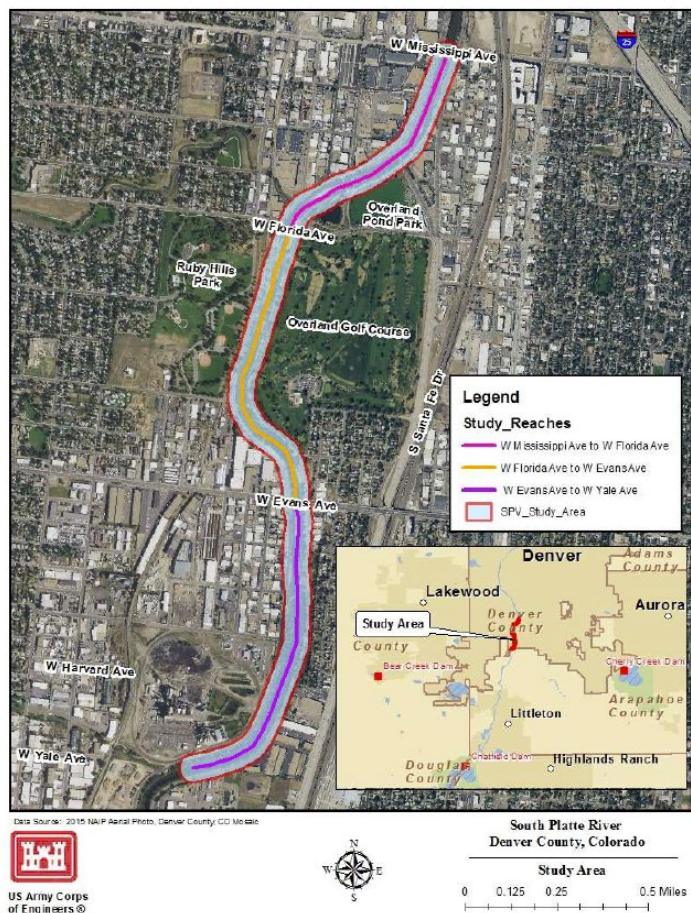 W Mississippi Ave
25
Overland
Pond Park
W Florida Ave
Ruby Hills
Park
Overland Golf Course
S Santa Fe Dr
W Evans Ave
W Harvard Ave
W Yale Ave
Legend
Study_Reaches
W Mississippi Ave to W Florida Ave
W Florida Ave to W Evans Ave
W Evans Ave to W Yale Ave
SPV_Study_Area
Denver
Adams
County
Lakewood
Aurora
Denver
County
Study Area
County
Bear Creek Dam
Cherry Creek Dam
Arapahoe
County
Littleton
Chatfield Dam
Highlands Ranch
Douglas
County
Data Source: 2015 NAIP Aerial Photo, Denver County, CO Mosaic
US Army Corps
of Engineers ®
N
W E
S
South Platte River
Denver County, Colorado
Study Area
0 0.125 0.25 0.5 Miles